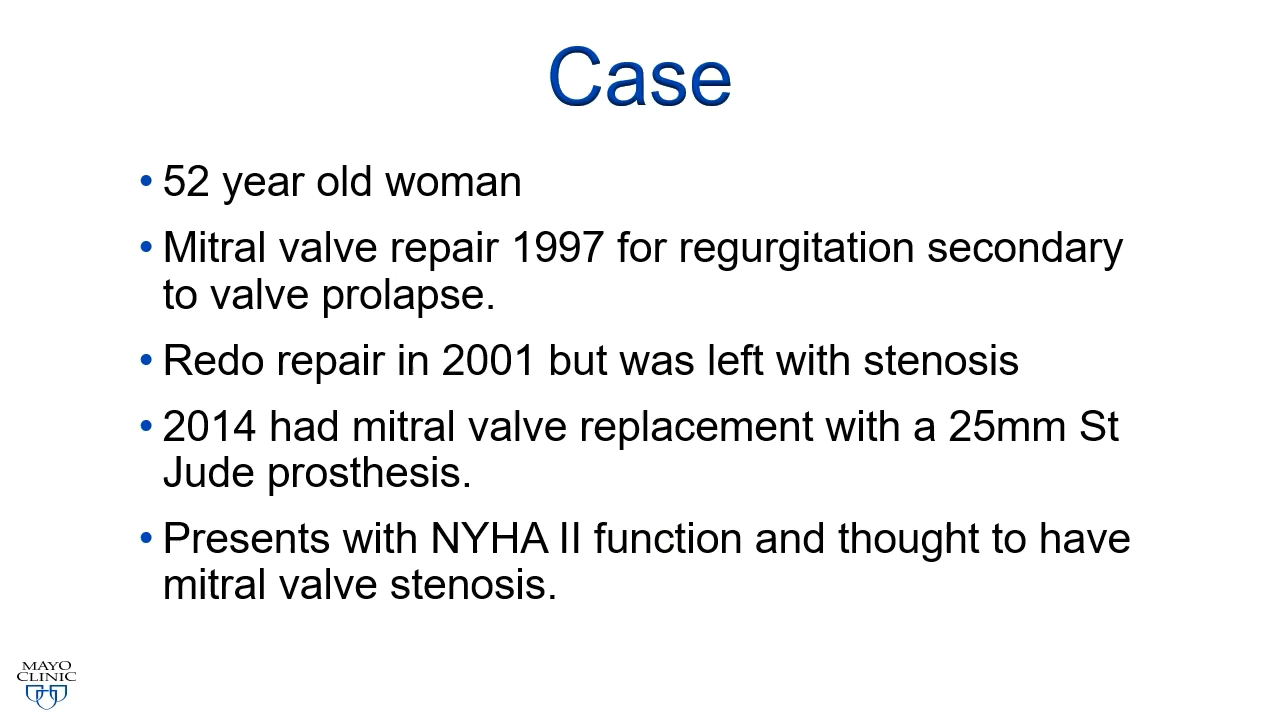 Case
• 52 year old woman
• Mitral valve repair 1997 for regurgitation secondary
to valve prolapse.
• Redo repair in 2001 but was left with stenosis
• 2014 had mitral valve replacement with a 25mm St
Jude prosthesis.
• Presents with NYHA II function and thought to have
mitral valve stenosis.
MAYO
CLINIC